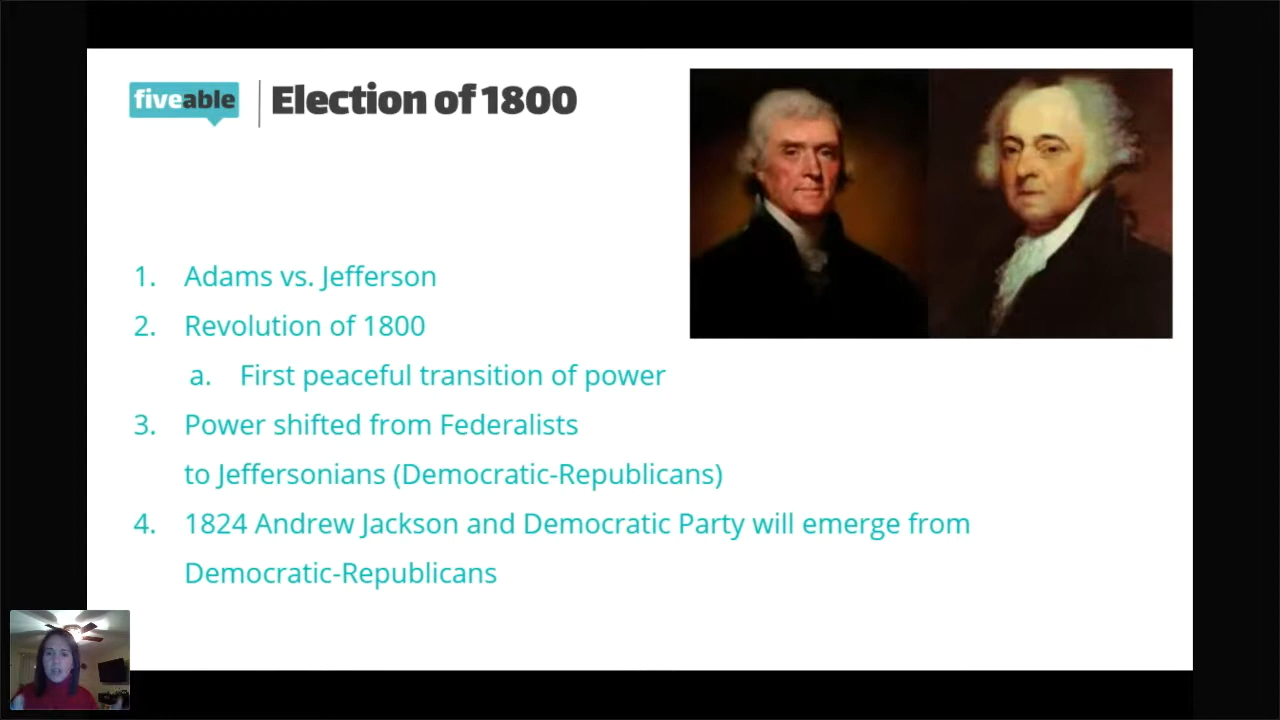 fiveable
Election of 1800
1. Adams vs. Jefferson
2. Revolution of 1800
a. First peaceful transition of power
3. Power shifted from Federalists
to Jeffersonians (Democratic-Republicans)
4. 1824 Andrew Jackson and Democratic Party will emerge from
Democratic-Republicans